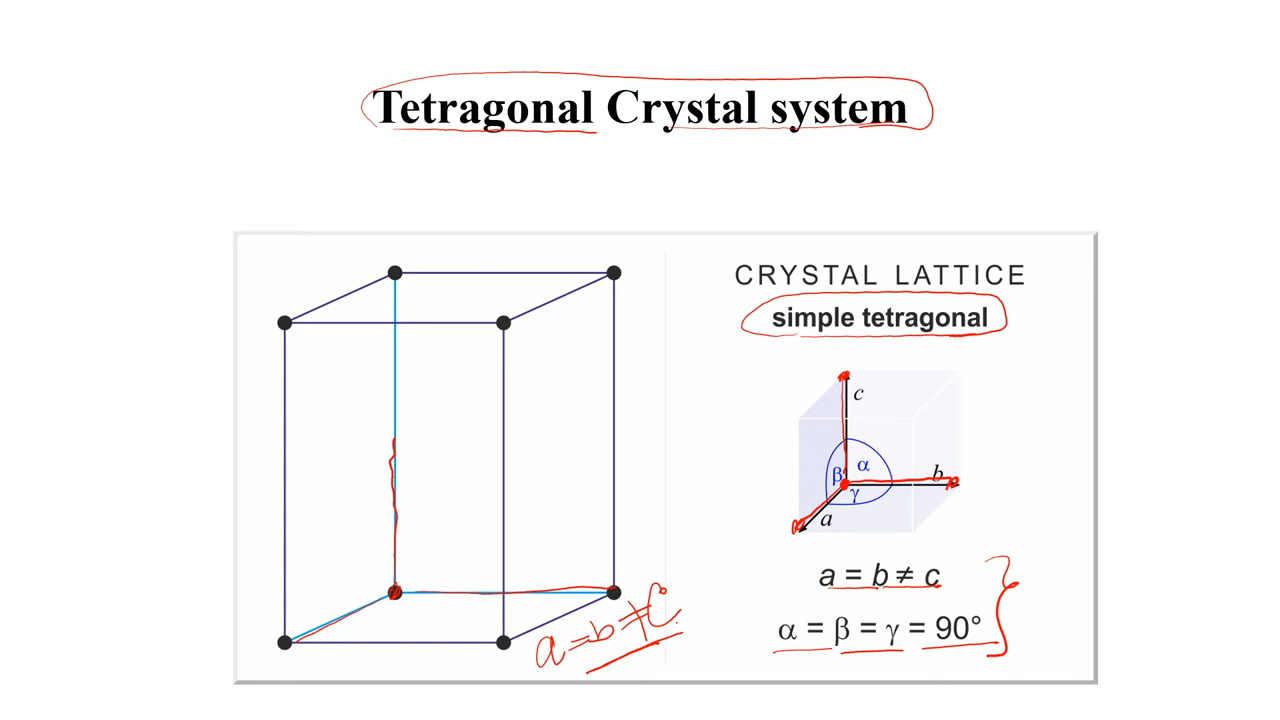 Tetragonal Crystal system
CRYSTAL LATTICE
simple tetragonal
c
α
β
b
γ
a
a = b ≠ c
α = β = γ = 90°
a = b ≠ c